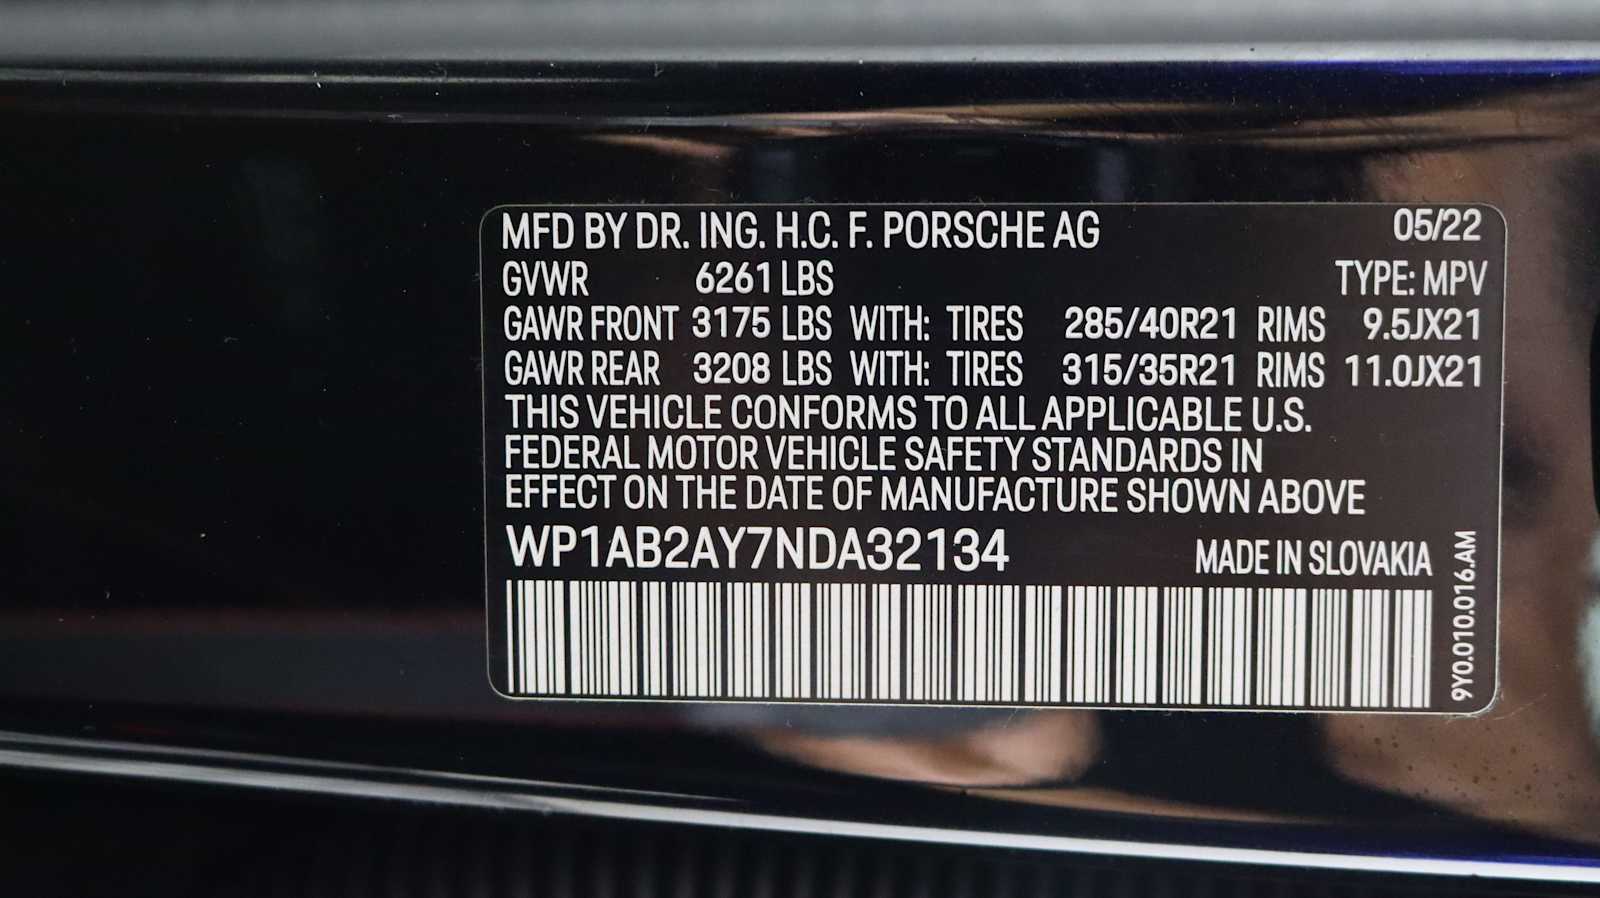 MFD BY DR. ING. H.C. F. PORSCHE AG 05/22
GVWR 6261 LBS TYPE: MPV
GAWR FRONT 3175 LBS WITH: TIRES 285/40R21 RIMS 9.5JX21
GAWR REAR 3208 LBS WITH: TIRES 315/35R21 RIMS 11.0JX21
THIS VEHICLE CONFORMS TO ALL APPLICABLE U.S.
FEDERAL MOTOR VEHICLE SAFETY STANDARDS IN
EFFECT ON THE DATE OF MANUFACTURE SHOWN ABOVE
WP1AB2AY7NDA32134 MADE IN SLOVAKIA
9Y0.010.016.AM